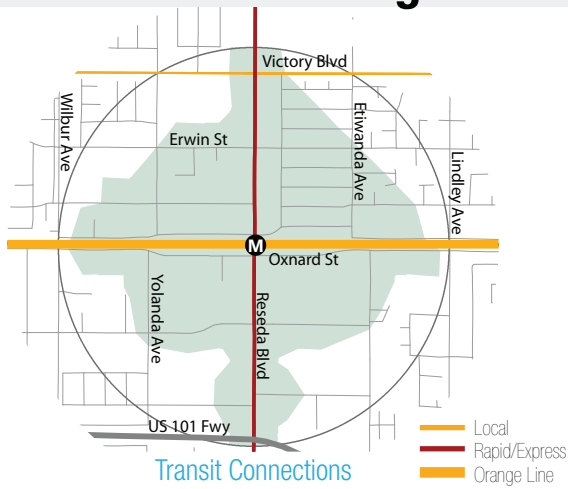 Victory Blvd
Wilbur Ave
Etiwanda Ave
Erwin St
Lindley Ave
M
Oxnard St
Yolanda Ave
Reseda Blvd
US 101 Fwy
Local
Rapid/Express
Orange Line
Transit Connections